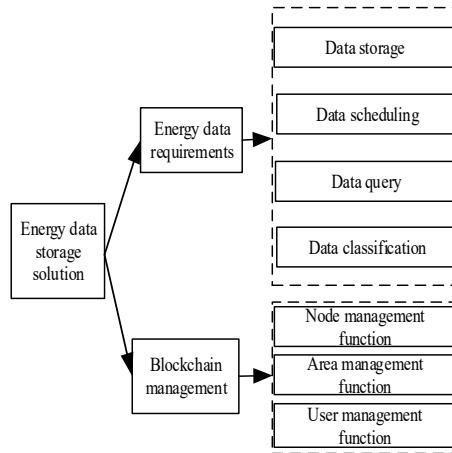 Energy data
storage
solution
Energy data
requirements
Data storage
Data scheduling
Data query
Data classification
Blockchain
management
Node management
function
Area management
function
User management
function